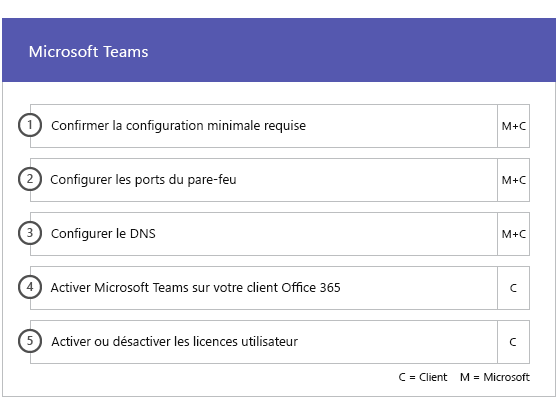 Microsoft Teams
1 Confirmer la configuration minimale requise M+C
2 Configurer les ports du pare-feu M+C
3 Configurer le DNS M+C
4 Activer Microsoft Teams sur votre client Office 365 C
5 Activer ou désactiver les licences utilisateur C
C = Client M = Microsoft